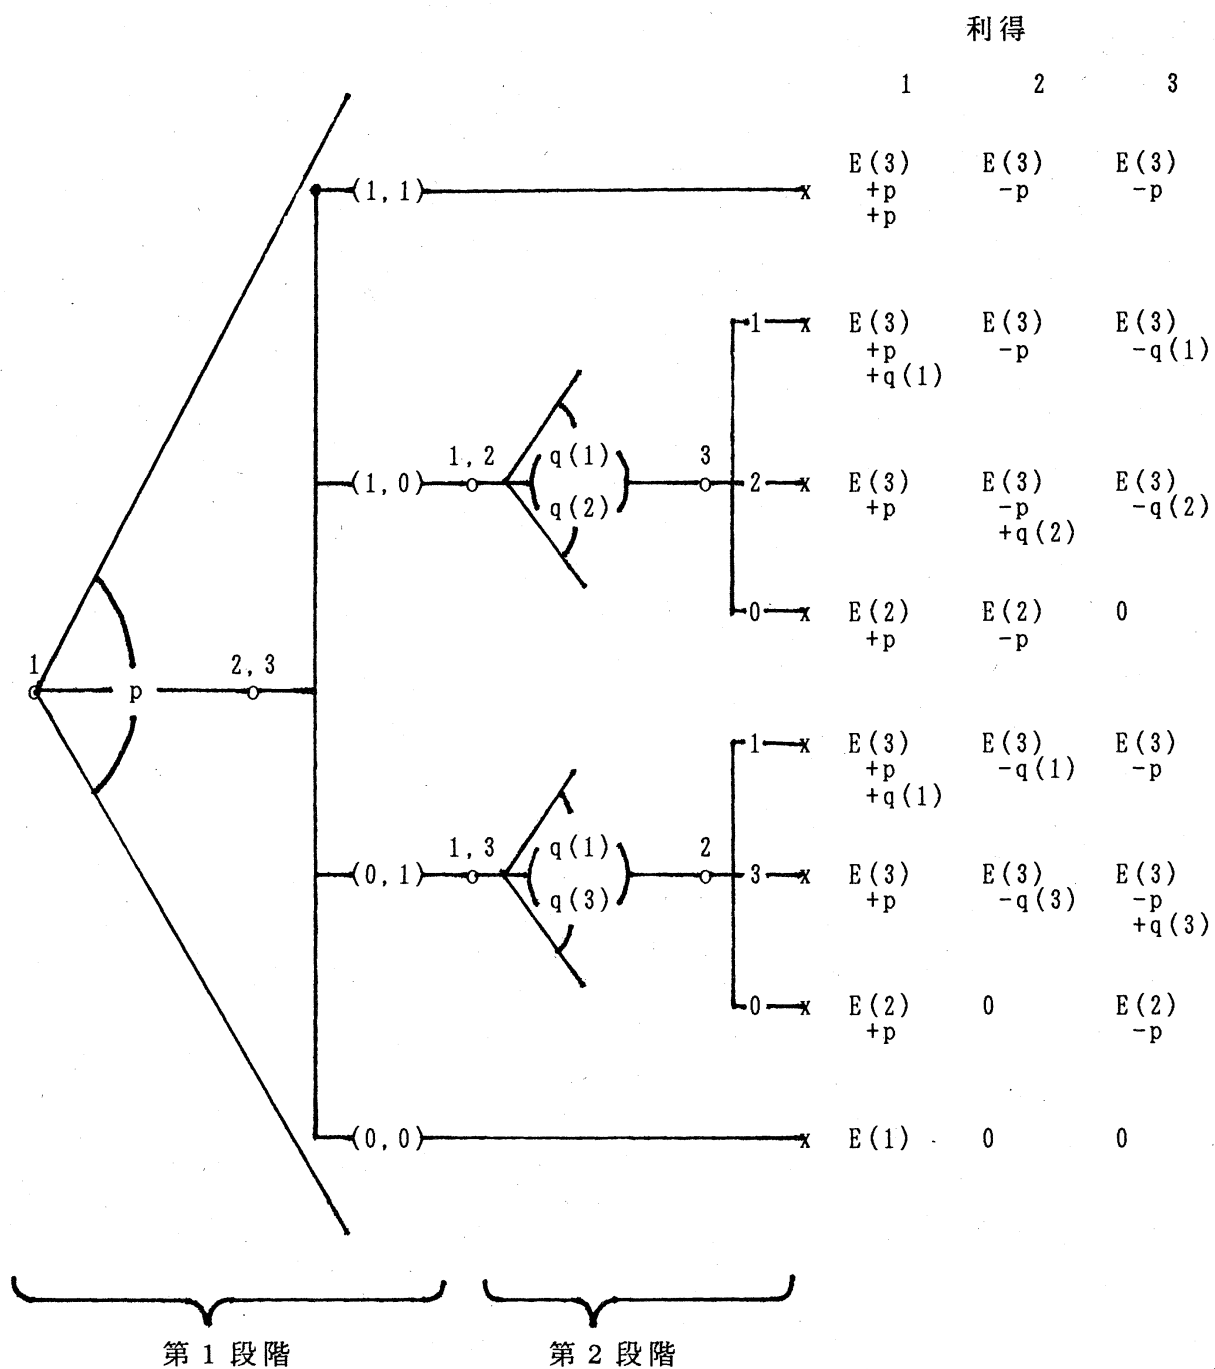 利得
1 2 3
E(3) E(3) E(3)
(1,1) x +p -p -p
+p
1 x E(3) E(3) E(3)
+p -p -q(1)
+q(1)
1,2 q(1) 3
(1,0) 2 x E(3) E(3) E(3)
q(2) +p -p -q(2)
+q(2)
0 x E(2) E(2) 0
+p -p
1 2,3
p
1 x E(3) E(3) E(3)
+p -q(1) -p
+q(1)
1,3 q(1) 2
(0,1) 3 x E(3) E(3) E(3)
q(3) +p -q(3) -p
+q(3)
0 x E(2) 0 E(2)
+p -p
(0,0) x E(1) 0 0
第1段階 第2段階